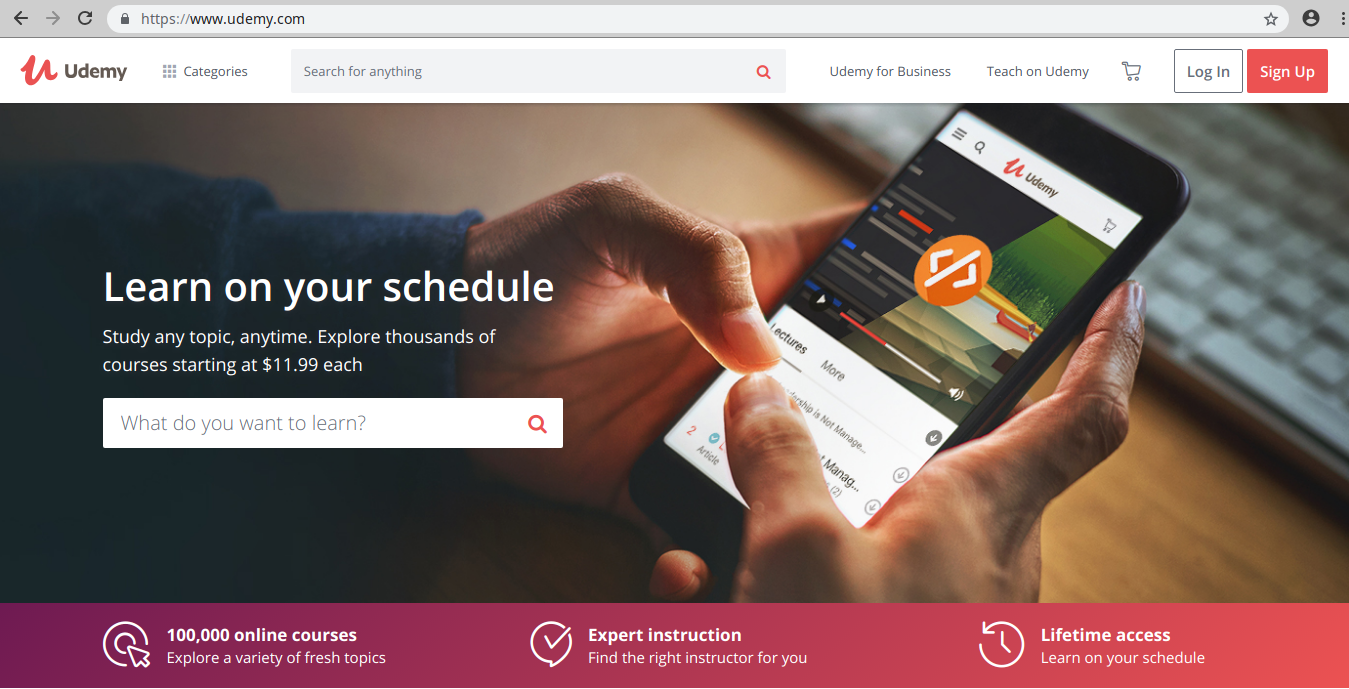 https://www.udemy.com
Udemy
Categories
Search for anything
Udemy for Business
Teach on Udemy
Log In
Sign Up
Udemy
Learn on your schedule
Study any topic, anytime. Explore thousands of
courses starting at $11.99 each
What do you want to learn?
Lectures
More
is Not Manage...
Manag...
(2)
2
Article
100,000 online courses
Explore a variety of fresh topics
Expert instruction
Find the right instructor for you
Lifetime access
Learn on your schedule